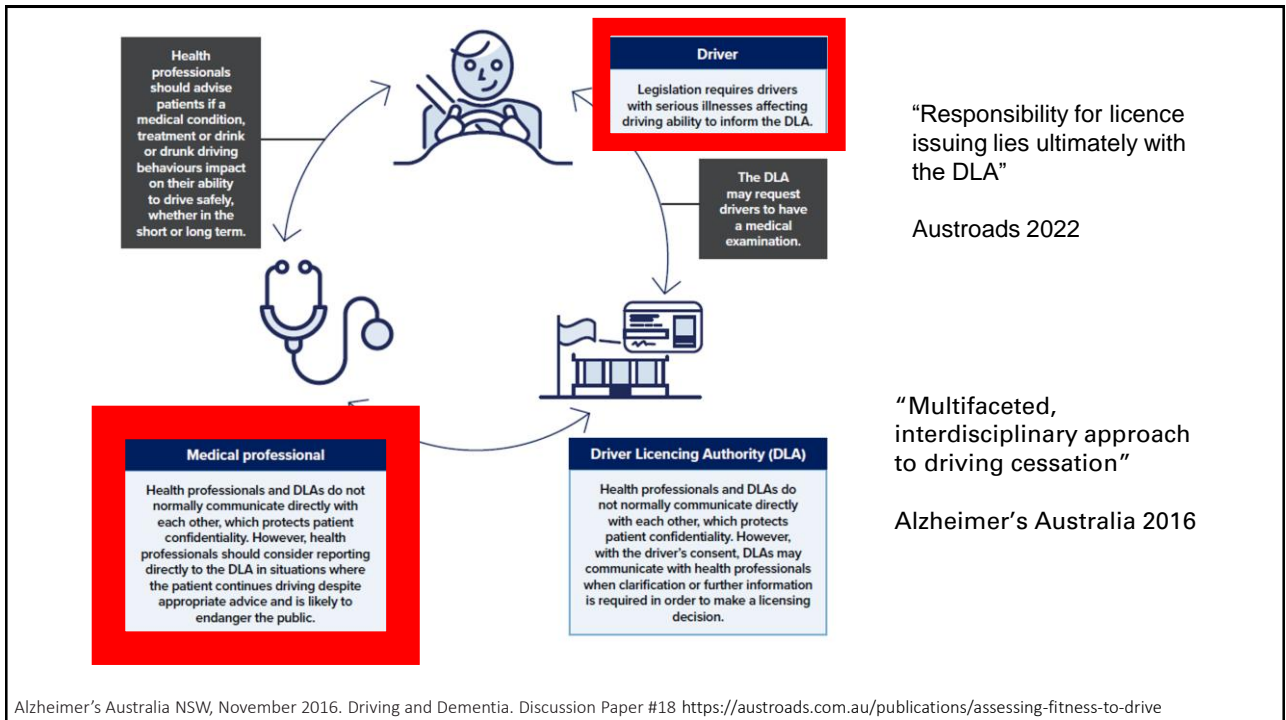 Health
professionals
should advise
patients if a
medical condition,
treatment or drink
or drunk driving
behaviours impact
on their ability
to drive safely,
whether in the
short or long term.
Driver
Legislation requires drivers
with serious illnesses affecting
driving ability to inform the DLA.
The DLA
may request
drivers to have
a medical
examination.
“Responsibility for licence
issuing lies ultimately with
the DLA”
Austroads 2022
Medical professional
Health professionals and DLAs do not
normally communicate directly with
each other, which protects patient
confidentiality. However, health
professionals should consider reporting
directly to the DLA in situations where
the patient continues driving despite
appropriate advice and is likely to
endanger the public.
Driver Licencing Authority (DLA)
Health professionals and DLAs do
not normally communicate directly
with each other, which protects
patient confidentiality. However,
with the driver’s consent, DLAs may
communicate with health professionals
when clarification or further information
is required in order to make a licensing
decision.
“Multifaceted,
interdisciplinary approach
to driving cessation”
Alzheimer’s Australia 2016
Alzheimer’s Australia NSW, November 2016. Driving and Dementia. Discussion Paper #18 https://austroads.com.au/publications/assessing-fitness-to-drive